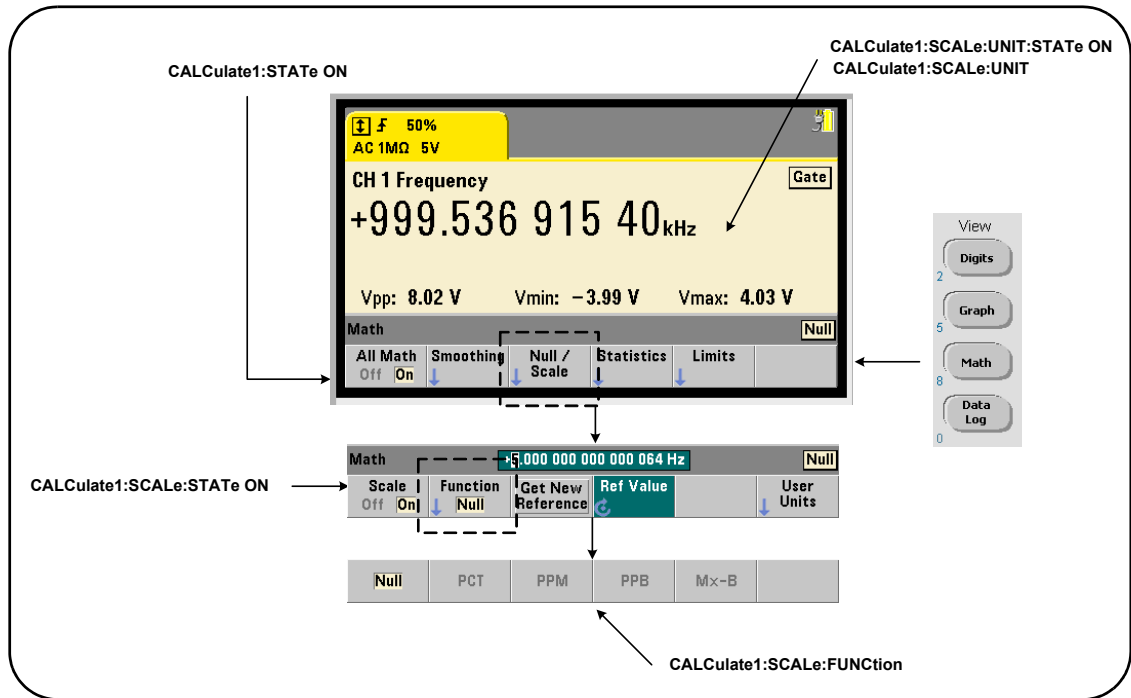 CALCulate1:STATe ON
CALCulate1:SCALe:UNIT:STATe ON
CALCulate1:SCALe:UNIT
50%
AC 1MΩ 5V
CH 1 Frequency
Gate
+999.536 915 40kHz
Vpp: 8.02 V Vmin: −3.99 V Vmax: 4.03 V
Math Null
All Math Smoothing Null / Statistics Limits
Off On Scale
View
Digits
2
Graph
5
Math
8
Data
Log
0
Math +5.000 000 000 000 064 Hz Null
CALCulate1:SCALe:STATe ON
Scale Function Get New Ref Value User
Off On Null Reference Units
Null PCT PPM PPB Mx-B
CALCulate1:SCALe:FUNCtion